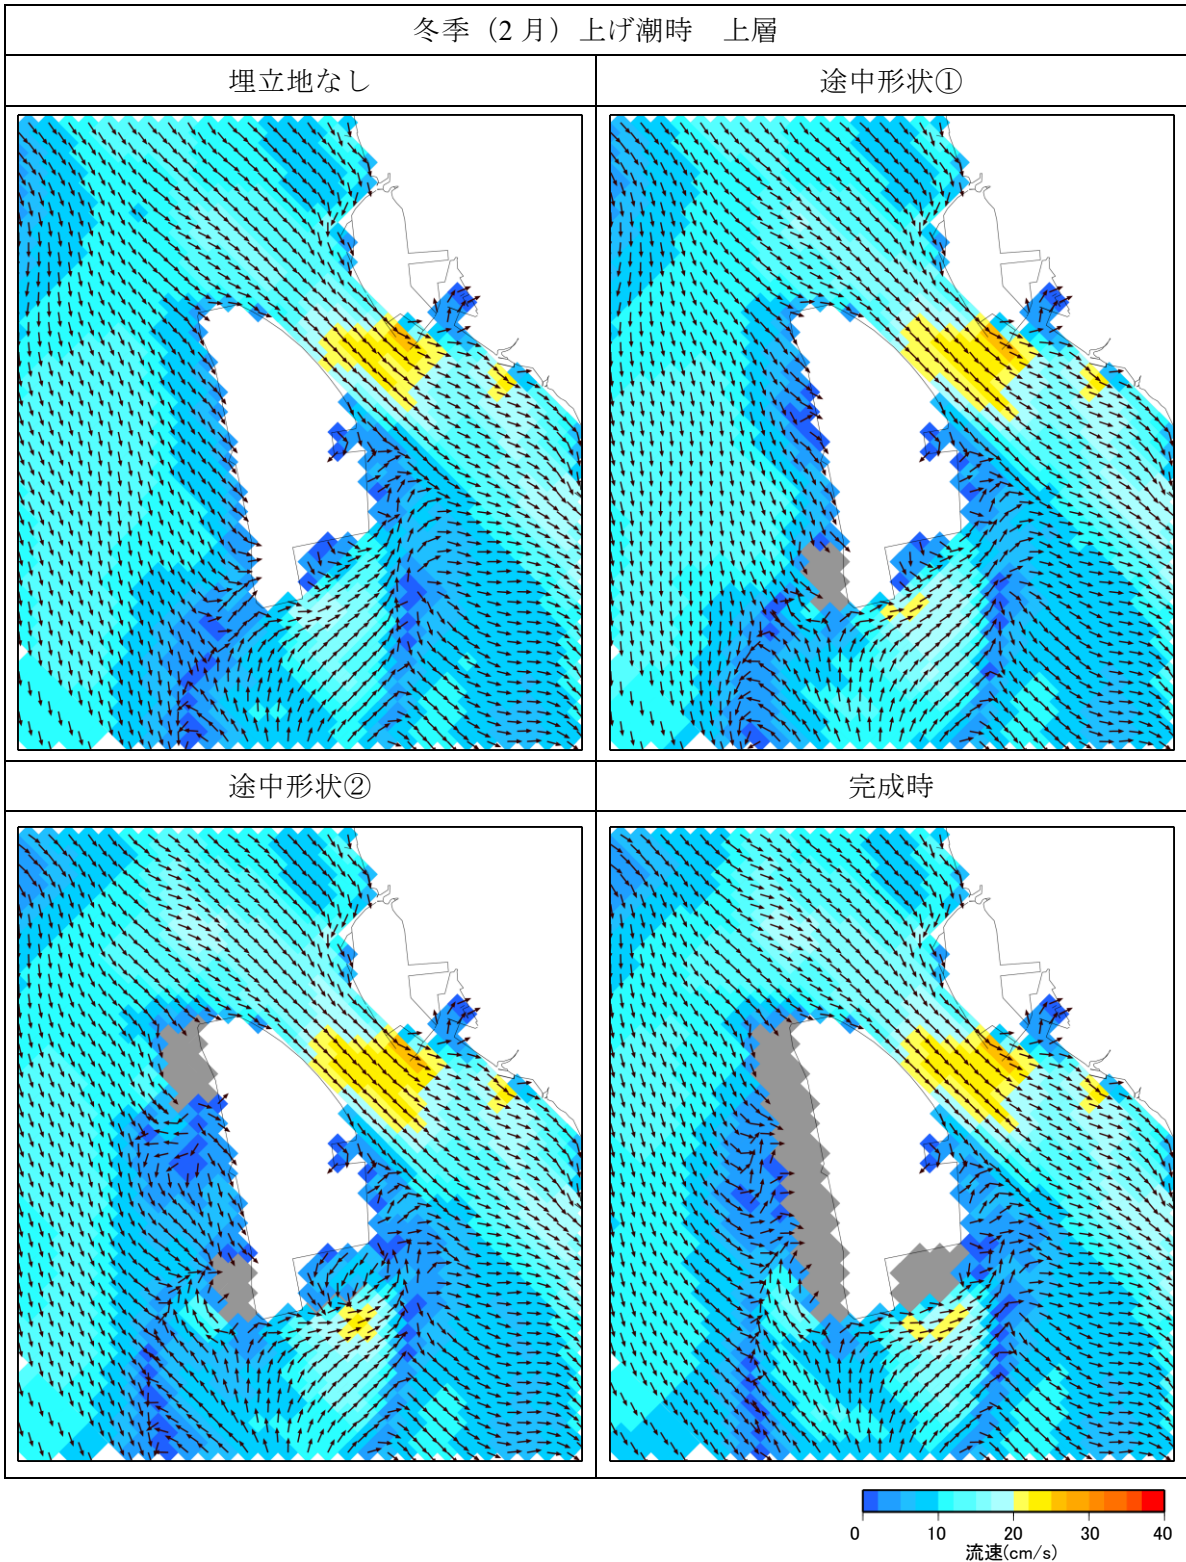 冬季（2 月）上げ潮時　上層
埋立地なし
途中形状①
途中形状②
完成時
0 10 20 30 40
流速(cm/s)